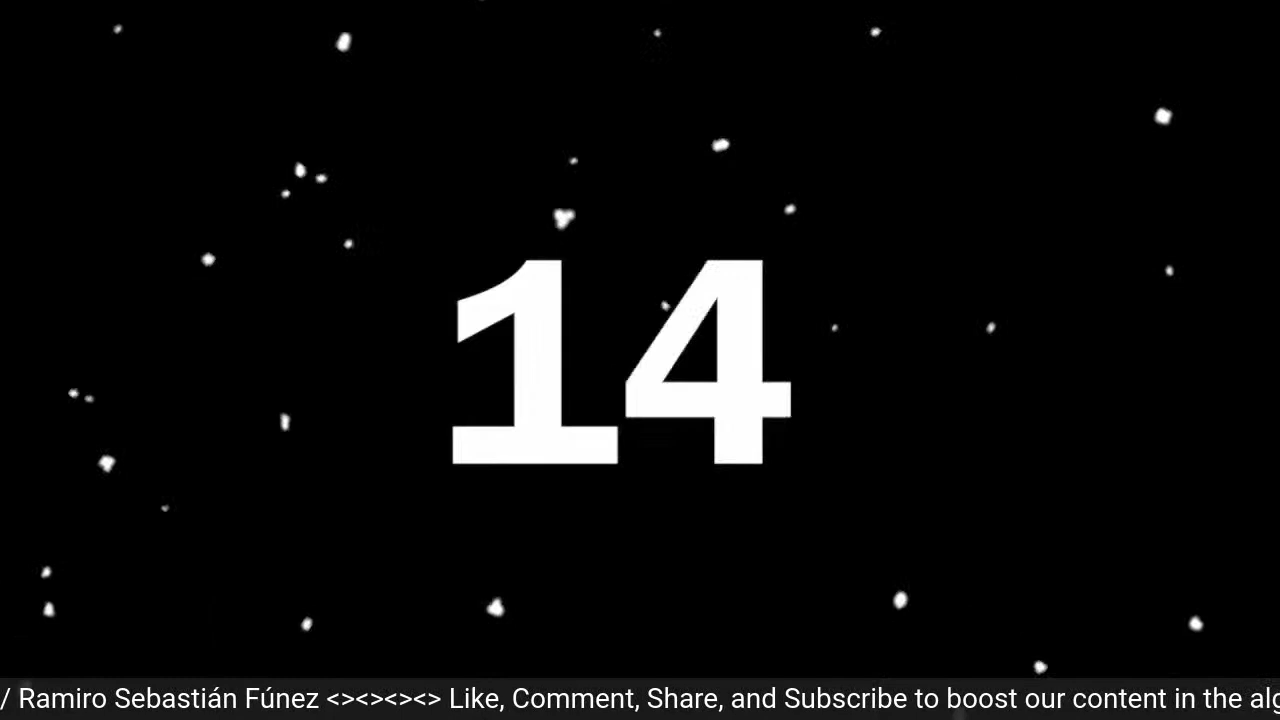 14
/ Ramiro Sebastián Fúnez <><><><> Like, Comment, Share, and Subscribe to boost our content in the